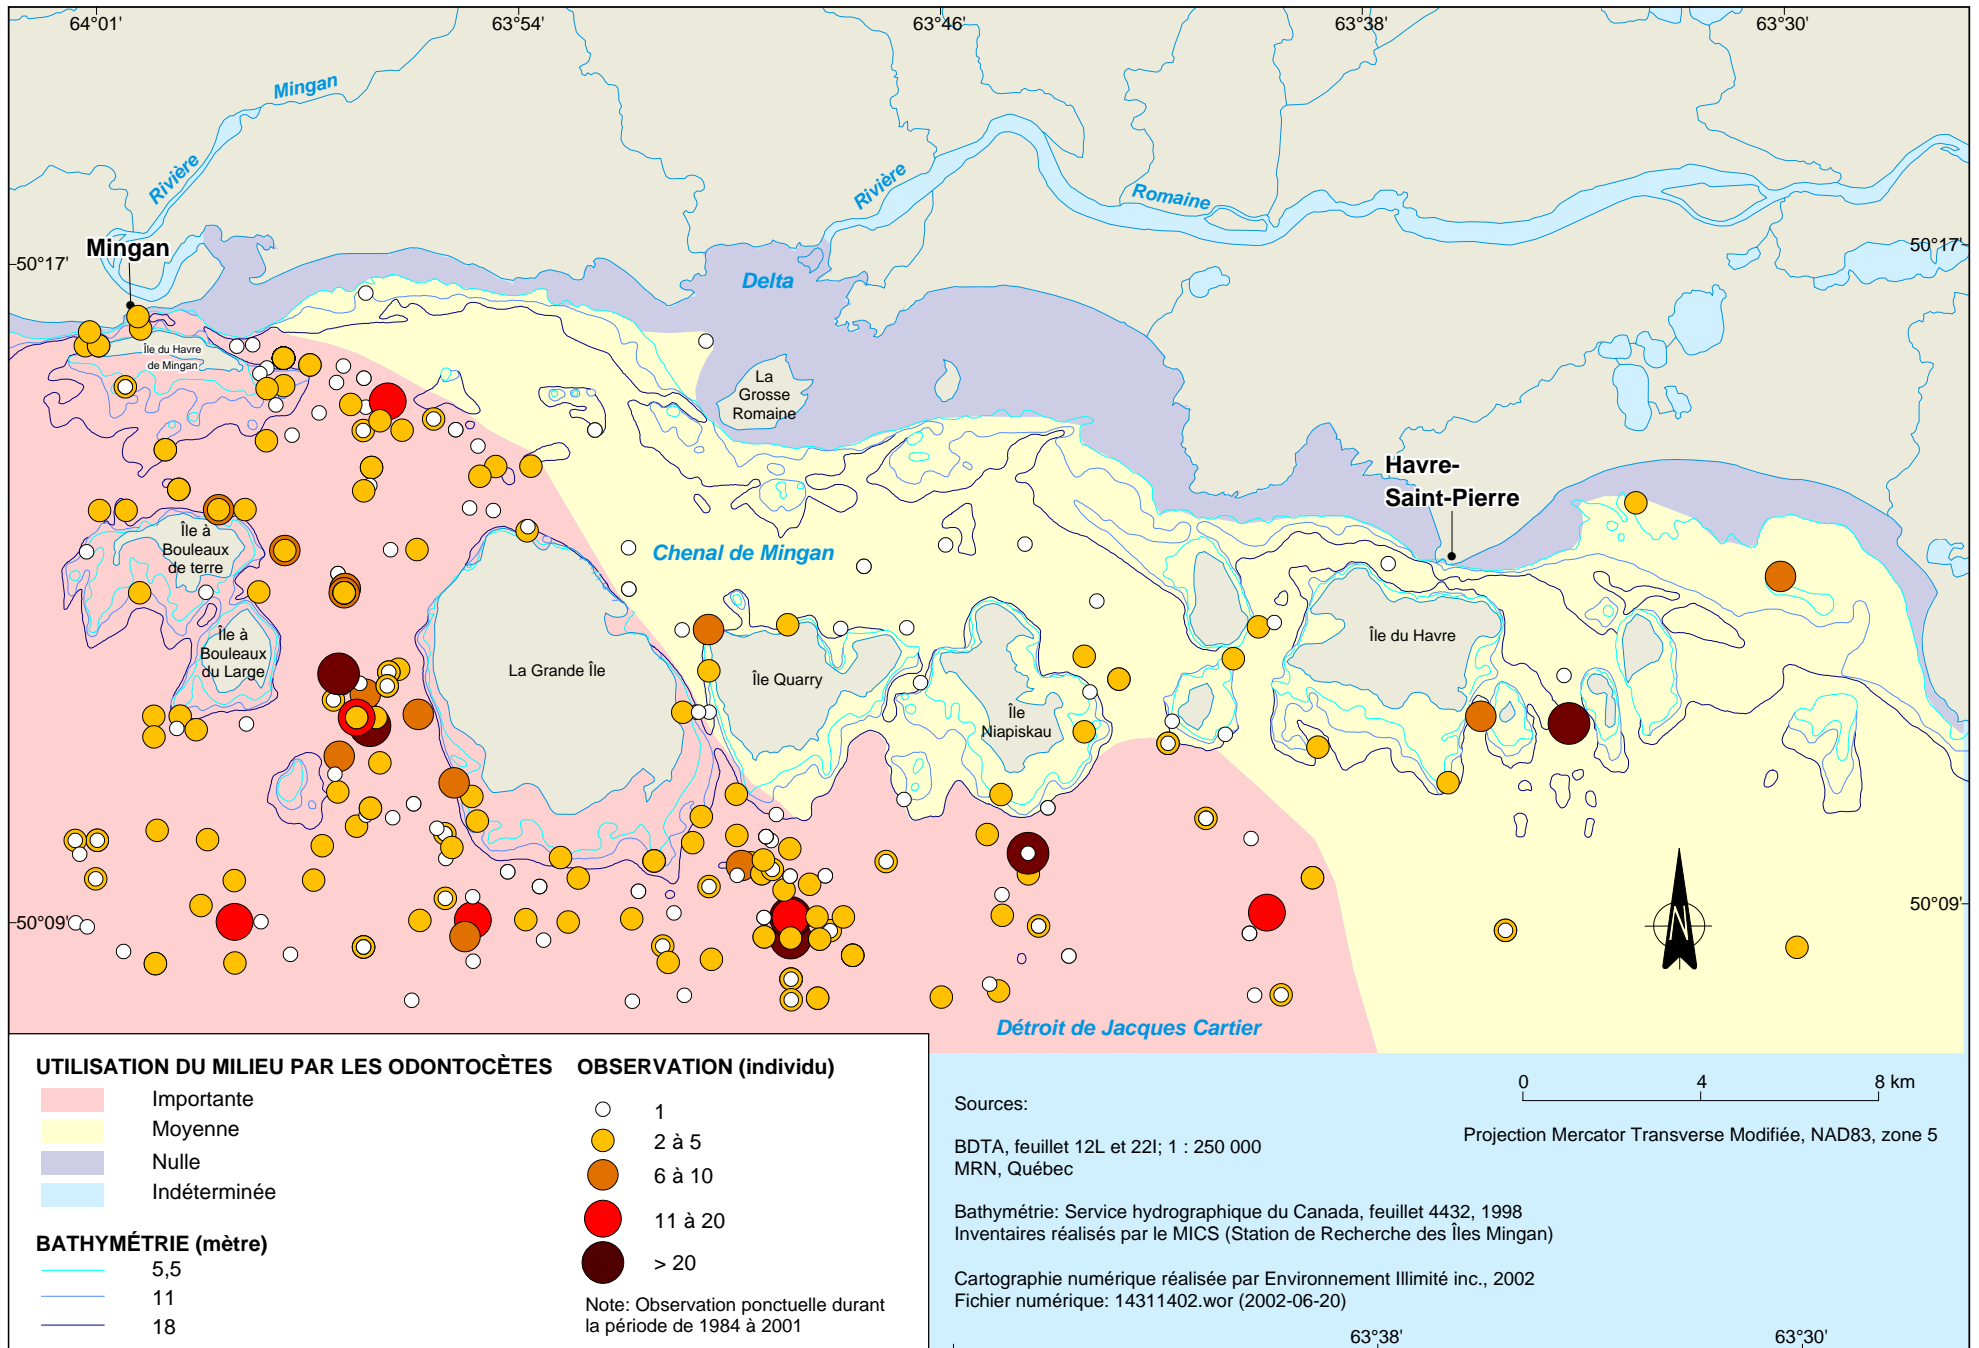 64°01'
63°54'
63°46'
63°38'
63°30'
Mingan
Rivière
Rivière
Romaine
50°17'
50°17'
Mingan
Delta
Île du Havre
de Mingan
La
Grosse
Romaine
Havre-
Saint-Pierre
Île à
Bouleaux
de terre
Chenal de Mingan
Île à
Bouleaux
du Large
La Grande Île
Île Quarry
Île
Niapiskau
Île du Havre
50°09'
50°09'
N
Détroit de Jacques Cartier
UTILISATION DU MILIEU PAR LES ODONTOCÈTES
Importante
Moyenne
Nulle
Indéterminée
BATHYMÉTRIE (mètre)
5,5
11
18
OBSERVATION (individu)
1
2 à 5
6 à 10
11 à 20
> 20
Note: Observation ponctuelle durant
la période de 1984 à 2001
0 4 8 km
Projection Mercator Transverse Modifiée, NAD83, zone 5
Sources:
BDTA, feuillet 12L et 22I; 1 : 250 000
MRN, Québec
Bathymétrie: Service hydrographique du Canada, feuillet 4432, 1998
Inventaires réalisés par le MICS (Station de Recherche des Îles Mingan)
Cartographie numérique réalisée par Environnement Illimité inc., 2002
Fichier numérique: 14311402.wor (2002-06-20)
63°38'
63°30'